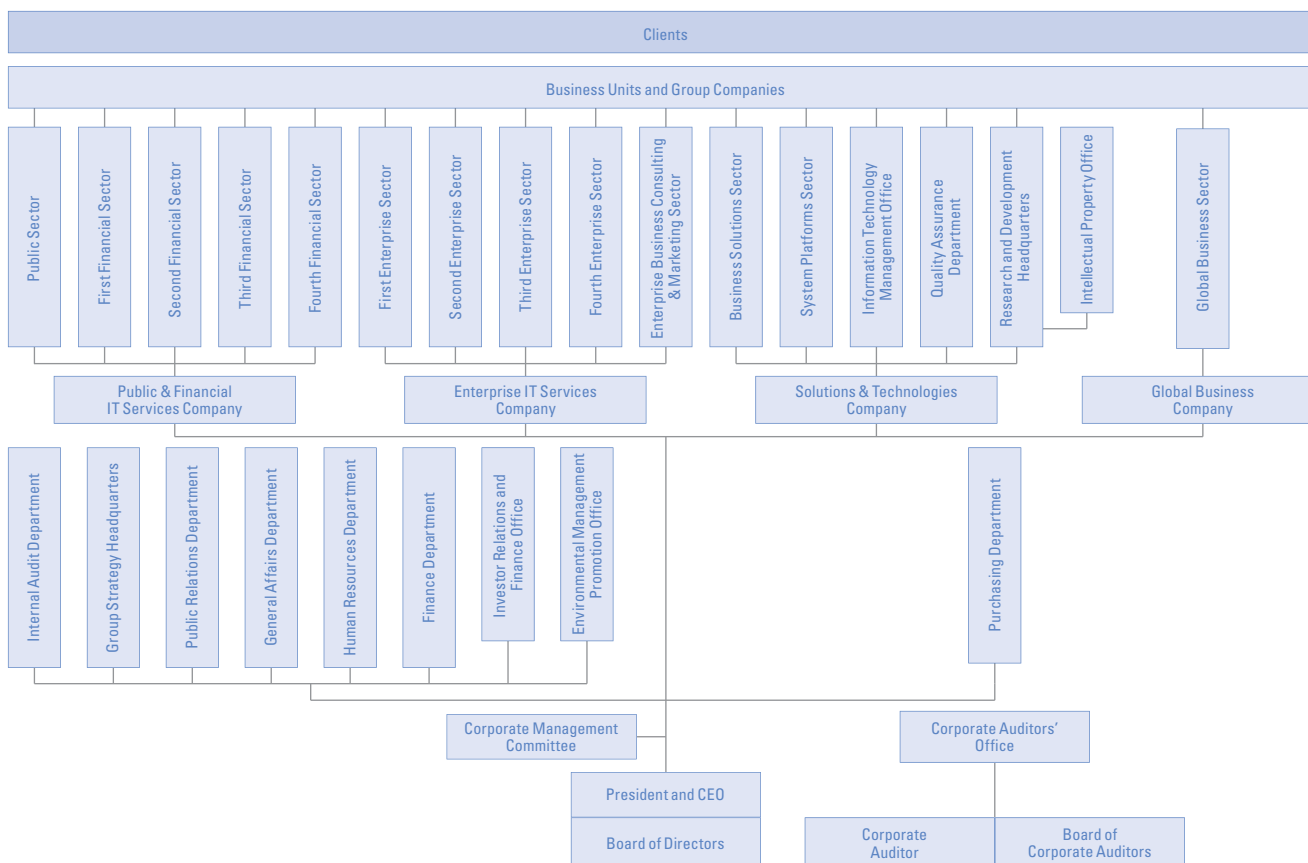 Clients
Business Units and Group Companies
Public Sector
First Financial Sector
Second Financial Sector
Third Financial Sector
Fourth Financial Sector
First Enterprise Sector
Second Enterprise Sector
Third Enterprise Sector
Fourth Enterprise Sector
Enterprise Business Consulting
& Marketing Sector
Business Solutions Sector
System Platforms Sector
Information Technology
Management Office
Quality Assurance
Department
Research and Development
Headquarters
Intellectual Property Office
Global Business Sector
Public & Financial
IT Services Company
Enterprise IT Services
Company
Solutions & Technologies
Company
Global Business
Company
Internal Audit Department
Group Strategy Headquarters
Public Relations Department
General Affairs Department
Human Resources Department
Finance Department
Investor Relations and
Finance Office
Environmental Management
Promotion Office
Purchasing Department
Corporate Management
Committee
Corporate Auditors’
Office
President and CEO
Board of Directors
Corporate
Auditor
Board of
Corporate Auditors